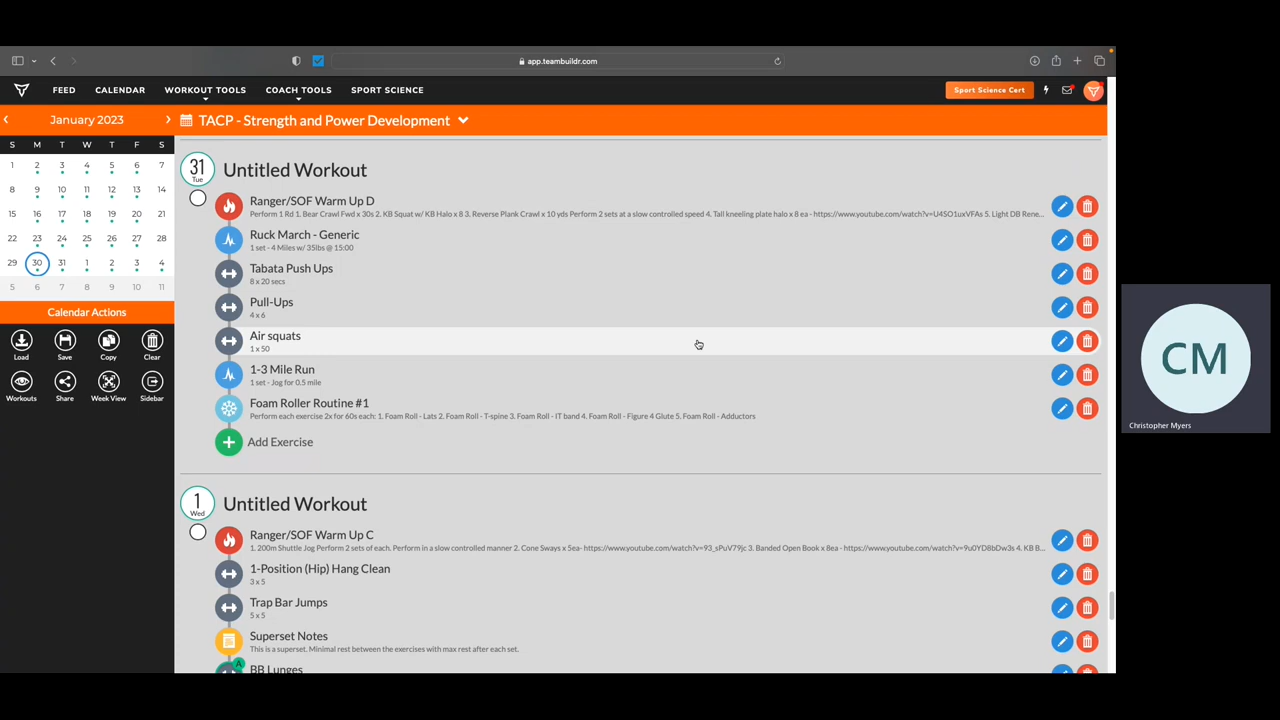 app.teambuildr.com
FEED CALENDAR WORKOUT TOOLS COACH TOOLS SPORT SCIENCE Sport Science Cert
January 2023
TACP - Strength and Power Development
S M T W T F S
1 2 3 4 5 6 7
8 9 10 11 12 13 14
15 16 17 18 19 20 21
22 23 24 25 26 27 28
29 30 31 1 2 3 4
5 6 7 8 9 10 11
Calendar Actions
Load Save Copy Clear
Workouts Share Week View Sidebar
31
Tue
Untitled Workout
Ranger/SOF Warm Up D
Perform 1 Rd 1. Bear Crawl Fwd x 30s 2. KB Squat w/ KB Halo x 8 3. Reverse Plank Crawl x 10 yds Perform 2 sets at a slow controlled speed 4. Tall kneeling plate halo x 8 ea - https://www.youtube.com/watch?v=U4SO1uxVFAs 5. Light DB Rene...
Ruck March - Generic
1 set - 4 Miles w/ 35lbs @ 15:00
Tabata Push Ups
8 x 20 secs
Pull-Ups
4 x 6
Air squats
1 x 50
1-3 Mile Run
1 set - Jog for 0.5 mile
Foam Roller Routine #1
Perform each exercise 2x for 60s each: 1. Foam Roll - Lats 2. Foam Roll - T-spine 3. Foam Roll - IT band 4. Foam Roll - Figure 4 Glute 5. Foam Roll - Adductors
Add Exercise
1
Wed
Untitled Workout
Ranger/SOF Warm Up C
1. 200m Shuttle Jog Perform 2 sets of each. Perform in a slow controlled manner 2. Cone Sways x 5ea- https://www.youtube.com/watch?v=93_sPuV79jc 3. Banded Open Book x 8ea - https://www.youtube.com/watch?v=9u0YD8bDw3s 4. KB B...
1-Position (Hip) Hang Clean
3 x 5
Trap Bar Jumps
5 x 5
Superset Notes
This is a superset. Minimal rest between the exercises with max rest after each set.
A
BB Lunges
CM
Christopher Myers